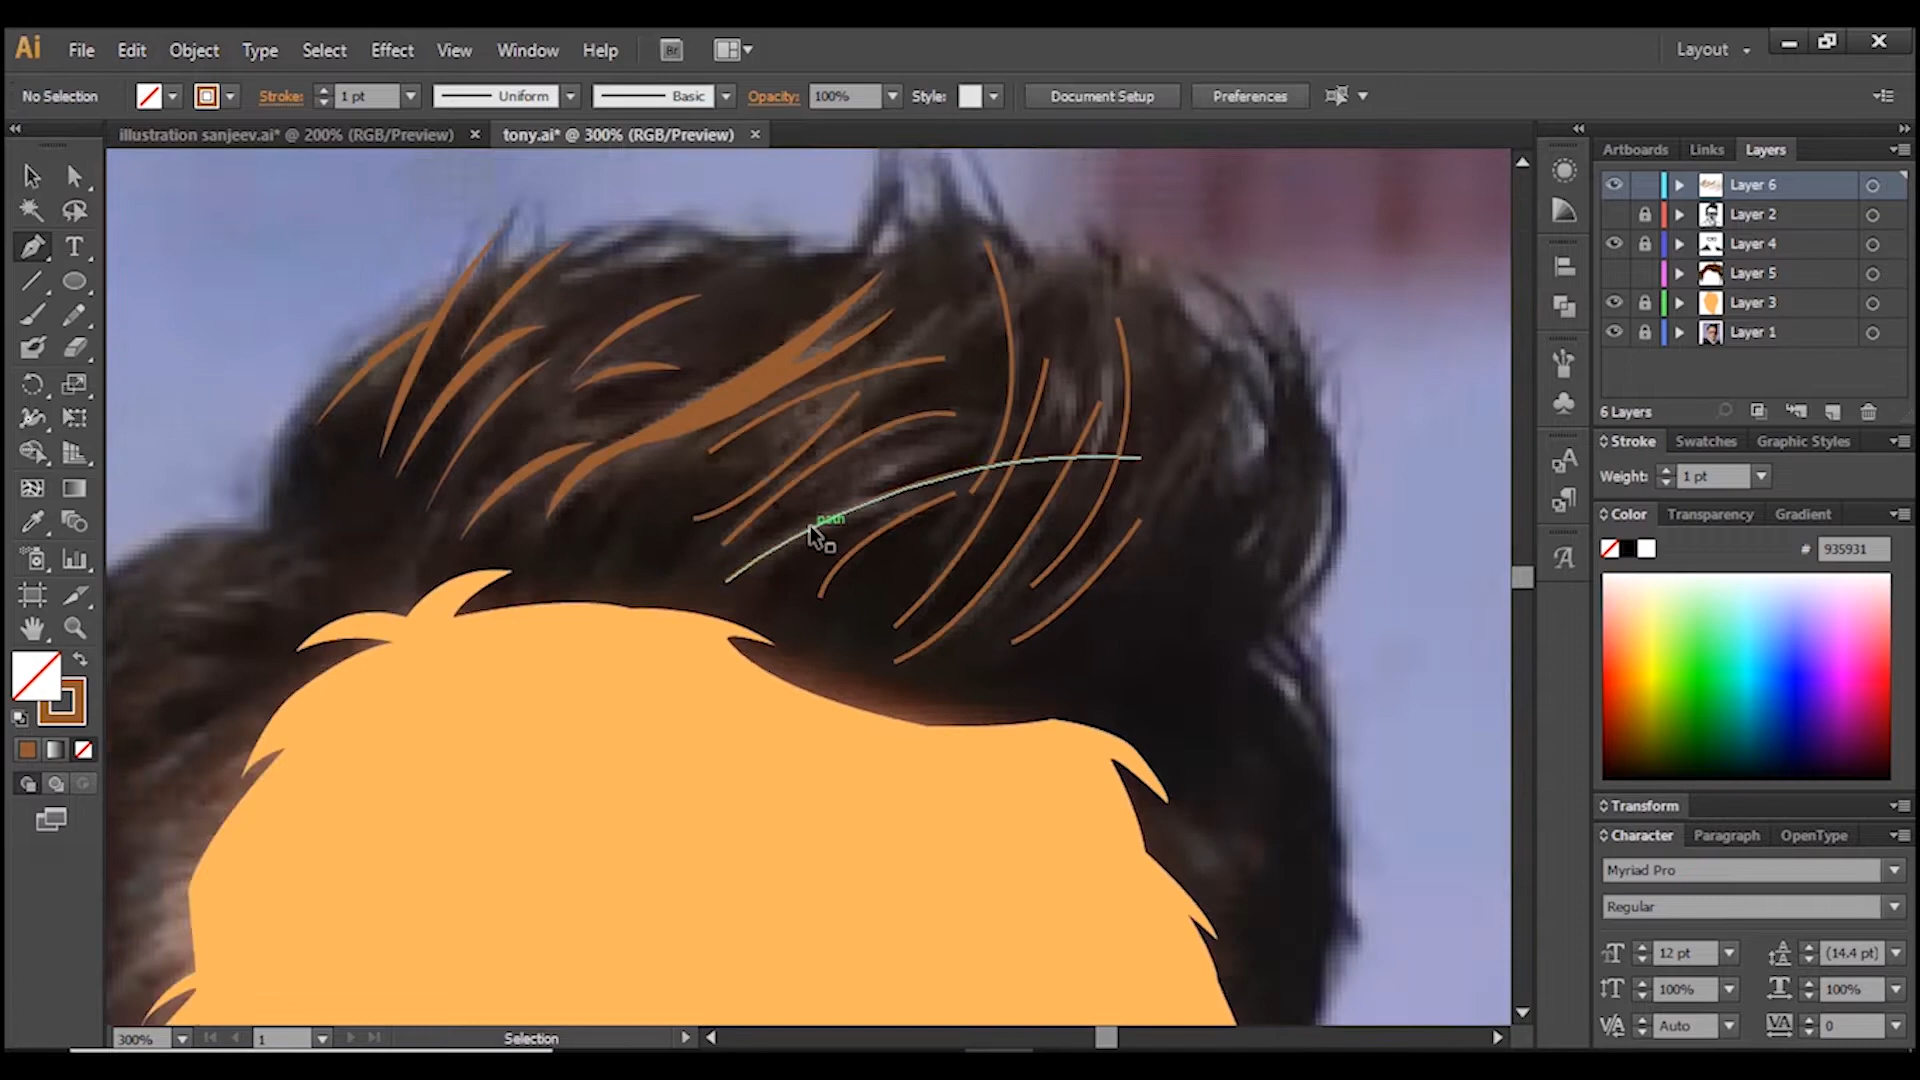 Ai File Edit Object Type Select Effect View Window Help Br Layout
No Selection Stroke: 1 pt Uniform Basic Opacity: 100% Style: Document Setup Preferences
illustration sanjeev.ai* @ 200% (RGB/Preview) × tony.ai* @ 300% (RGB/Preview) ×
Artboards Links Layers
Layer 6
Layer 2
Layer 4
Layer 5
Layer 3
Layer 1
6 Layers
Stroke Swatches Graphic Styles
Weight: 1 pt
Color Transparency Gradient
# 935931
path
Transform
Character Paragraph OpenType
Myriad Pro
Regular
12 pt (14.4 pt)
100% 100%
Auto 0
300% 1 Selection